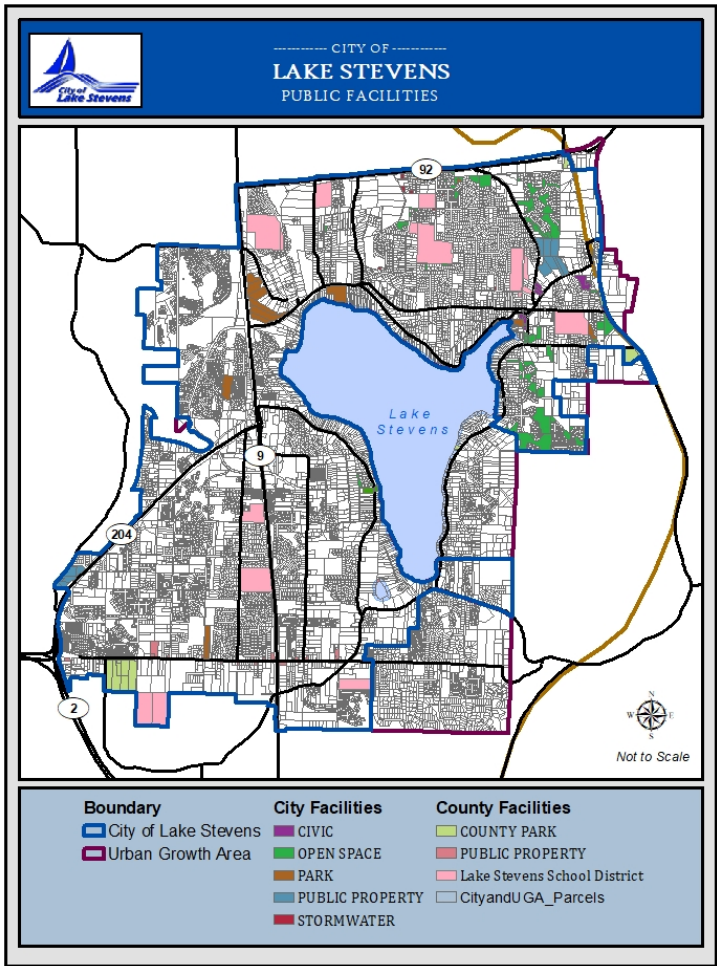 City of
Lake Stevens
------------ CITY OF ------------
LAKE STEVENS
PUBLIC FACILITIES
92
Lake
Stevens
9
204
2
N
W E
S
Not to Scale
Boundary
City of Lake Stevens
Urban Growth Area
City Facilities
CIVIC
OPEN SPACE
PARK
PUBLIC PROPERTY
STORMWATER
County Facilities
COUNTY PARK
PUBLIC PROPERTY
Lake Stevens School District
CityandUGA_Parcels